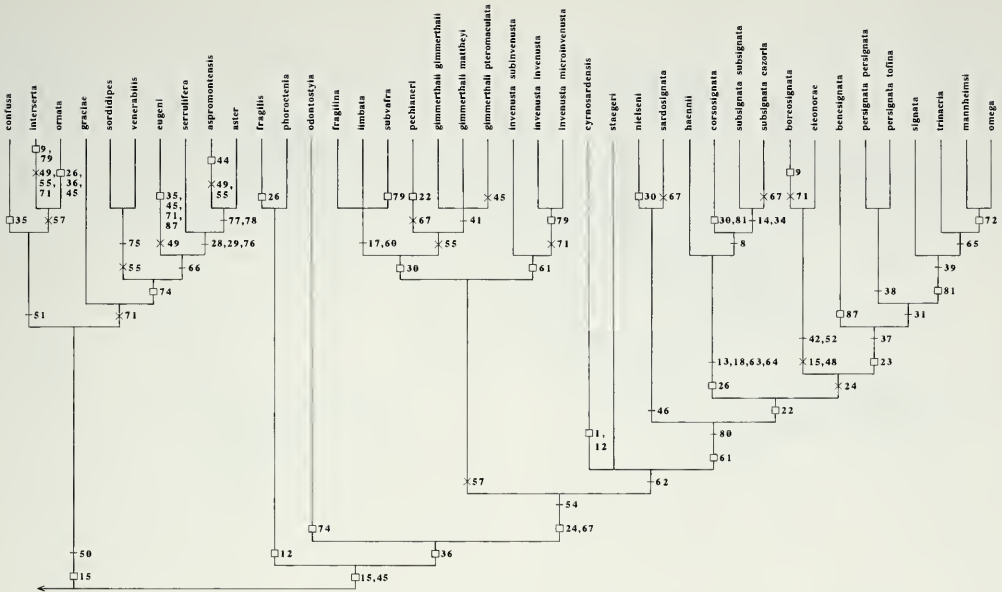 confusa
interserta
ornata
graciae
sordidipes
venerabilis
eugeni
serrulifera
aspromontensis
aster
fragilis
phoroctenia
odontostyla
fragilina
limbata
subvafra
pechlaneri
gimmerthali gimmerthali
gimmerthali mattheyi
gimmerthali pteromaculata
invenusta subinvenusta
invenusta invenusta
invenusta microinvenusta
cyrnosardensis
staegeri
nielseni
sardosignata
haennii
corsosignata
subsignata subsignata
subsignata cazorla
boreosignata
eleonorae
benesignata
persignata persignata
persignata tofina
signata
trinacria
mannheimsi
omega
9,
79
49,
55,
71
26,
36,
45
35
57
44
49,
55
35,
45,
71,
87
49
77,78
28,29,76
75
55
66
74
51
71
26
79
22
67
45
41
17,60
55
30
79
71
61
30
67
30,81
67
14,34
8
9
71
72
65
39
81
38
31
87
37
23
42,52
15,48
24
13,18,63,64
26
22
46
80
61
1,
12
62
57
54
24,67
74
36
12
15,45
50
15